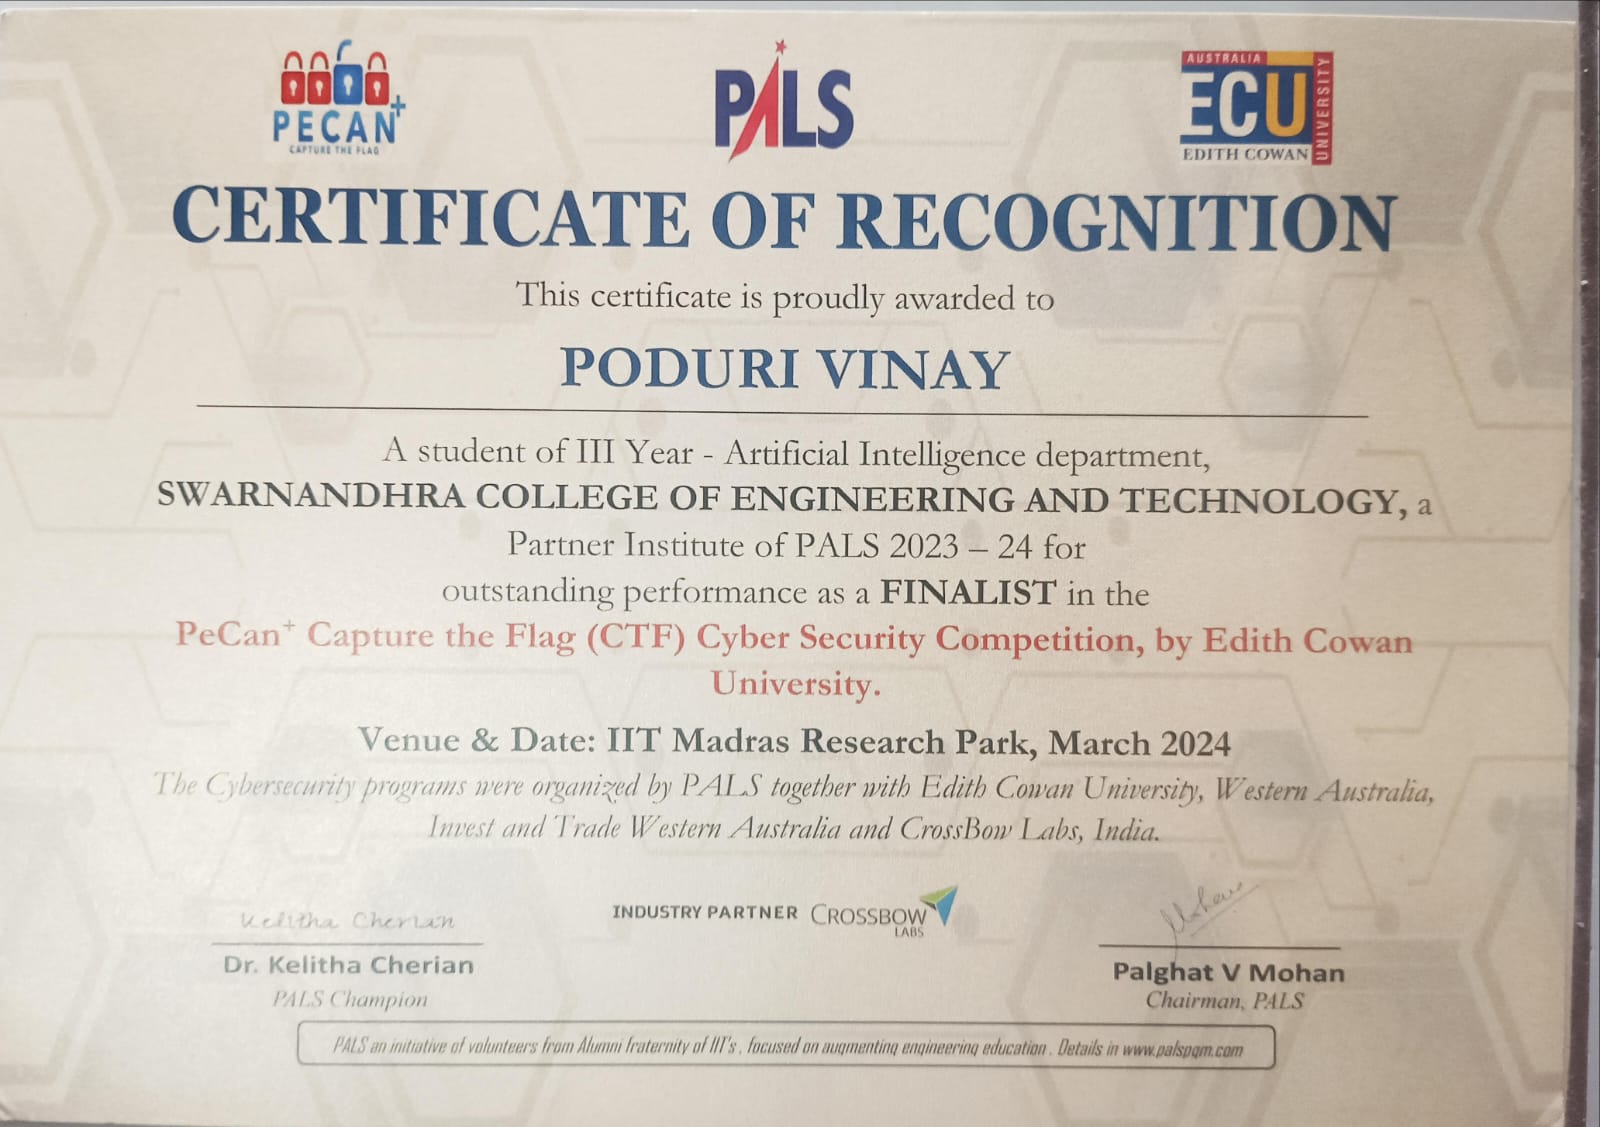 PECAN+
CAPTURE THE FLAG
PALS
AUSTRALIA
ECU
UNIVERSITY
EDITH COWAN
CERTIFICATE OF RECOGNITION
This certificate is proudly awarded to
PODURI VINAY
A student of III Year - Artificial Intelligence department,
SWARNANDHRA COLLEGE OF ENGINEERING AND TECHNOLOGY, a
Partner Institute of PALS 2023 – 24 for
outstanding performance as a FINALIST in the
PeCan⁺ Capture the Flag (CTF) Cyber Security Competition, by Edith Cowan
University.
Venue & Date: IIT Madras Research Park, March 2024
The Cybersecurity programs were organized by PALS together with Edith Cowan University, Western Australia,
Invest and Trade Western Australia and CrossBow Labs, India.
Kelitha Cherian
INDUSTRY PARTNER CROSSBOW
LABS
Mohan
Dr. Kelitha Cherian
Palghat V Mohan
PALS Champion
Chairman, PALS
PALS an initiative of volunteers from Alumni fraternity of IIT's , focused on augmenting engineering education . Details in www.palspgm.com